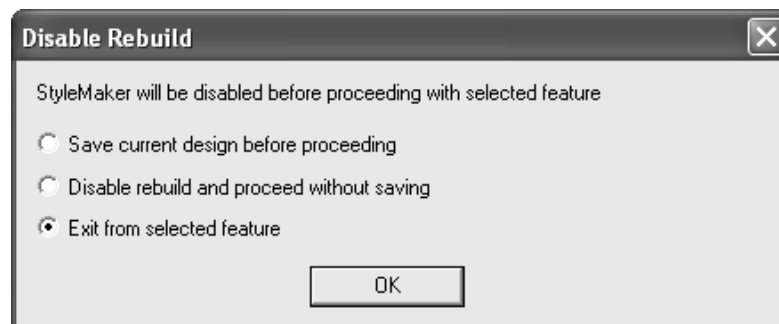 Disable Rebuild
StyleMaker will be disabled before proceeding with selected feature
Save current design before proceeding
Disable rebuild and proceed without saving
Exit from selected feature
OK